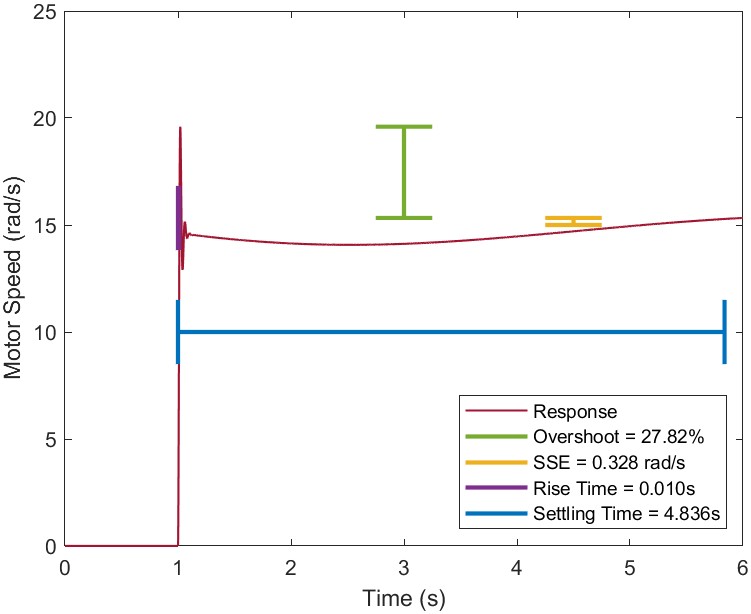 25
20
15
10
5
0
0
1
2
3
4
5
6
Motor Speed (rad/s)
Time (s)
Response
Overshoot = 27.82%
SSE = 0.328 rad/s
Rise Time = 0.010s
Settling Time = 4.836s